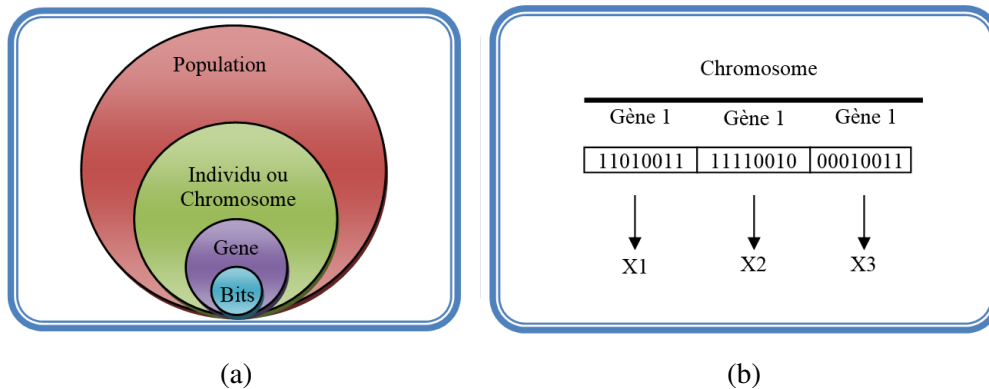 Population
Individu ou
Chromosome
Gene
Bits
(a)
Chromosome
Gène 1 Gène 1 Gène 1
11010011 11110010 00010011
X1 X2 X3
(b)